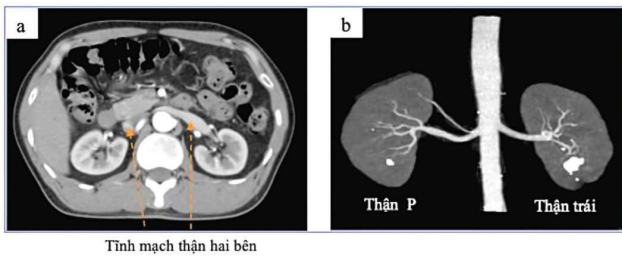 a
b
Thận P
Thận trái
Tĩnh mạch thận hai bên